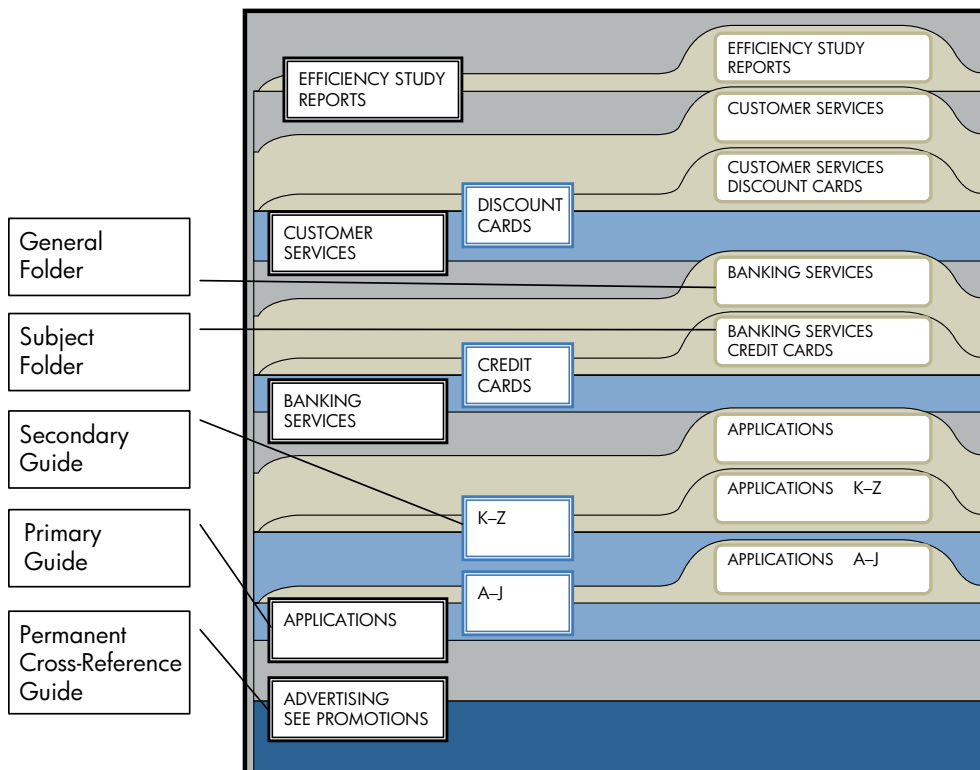 General
Folder
Subject
Folder
Secondary
Guide
Primary
Guide
Permanent
Cross-Reference
Guide
EFFICIENCY STUDY
REPORTS
EFFICIENCY STUDY
REPORTS
CUSTOMER SERVICES
CUSTOMER SERVICES
DISCOUNT CARDS
DISCOUNT
CARDS
CUSTOMER
SERVICES
BANKING SERVICES
BANKING SERVICES
CREDIT CARDS
CREDIT
CARDS
BANKING
SERVICES
APPLICATIONS
APPLICATIONS K–Z
K–Z
APPLICATIONS A–J
A–J
APPLICATIONS
ADVERTISING
SEE PROMOTIONS